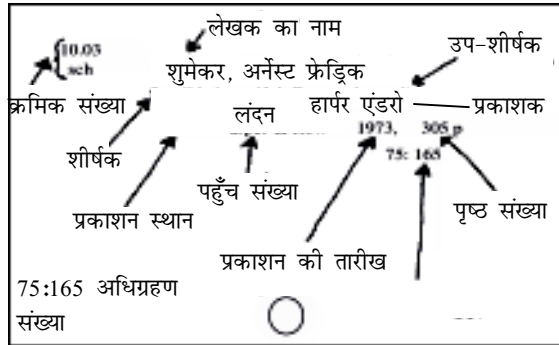 लेखक का नाम
10.03
sch
उप-शीर्षक
शुमेकर, अर्नेस्ट फ्रेड्रिक
क्रमिक संख्या
लंदन
हार्पर एंडरो
प्रकाशक
1973, 305 p
शीर्षक
75: 165
पहुँच संख्या
प्रकाशन स्थान
पृष्ठ संख्या
प्रकाशन की तारीख
75:165 अधिग्रहण
संख्या